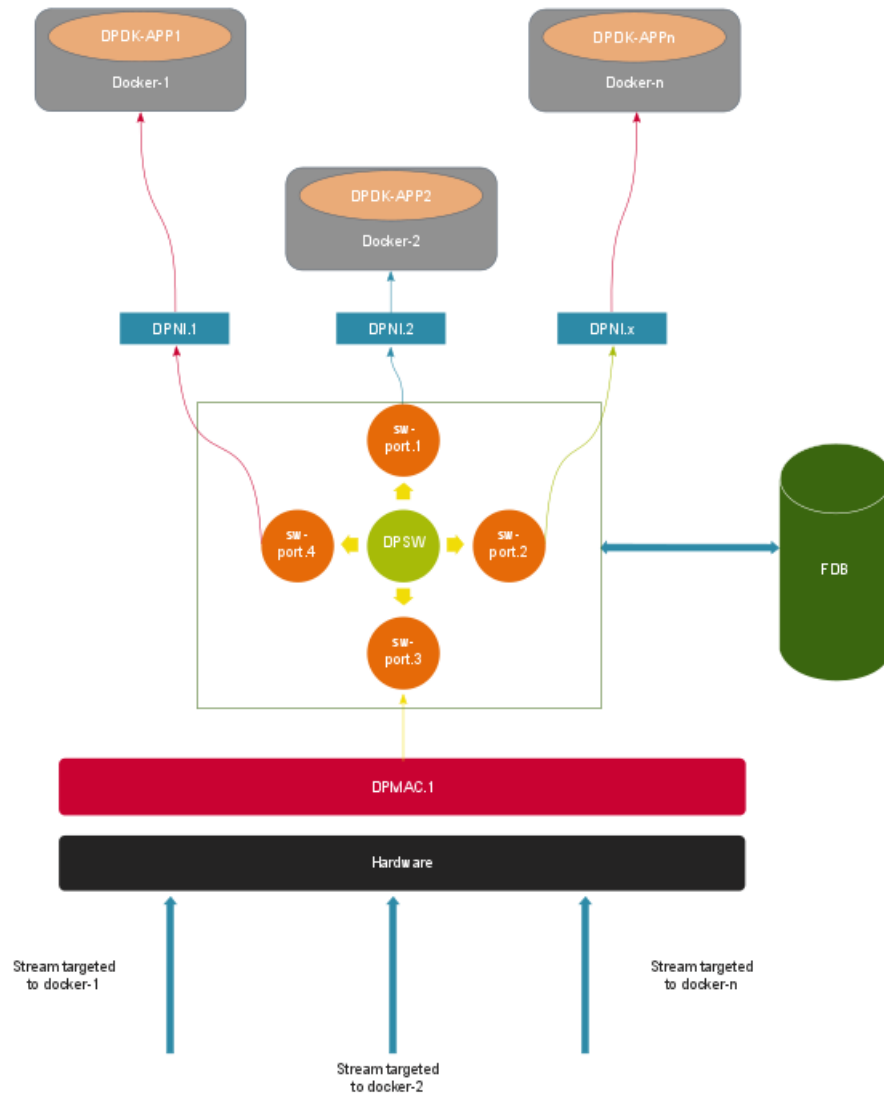 DPDK-APP1
Docker-1
DPDK-APPn
Docker-n
DPDK-APP2
Docker-2
DPNI.1
DPNI.2
DPNI.x
sw-
port.1
sw-
port.4
DPSW
sw-
port.2
sw-
port.3
FDB
DPMAC.1
Hardware
Stream targeted
to docker-1
Stream targeted
to docker-n
Stream targeted
to docker-2